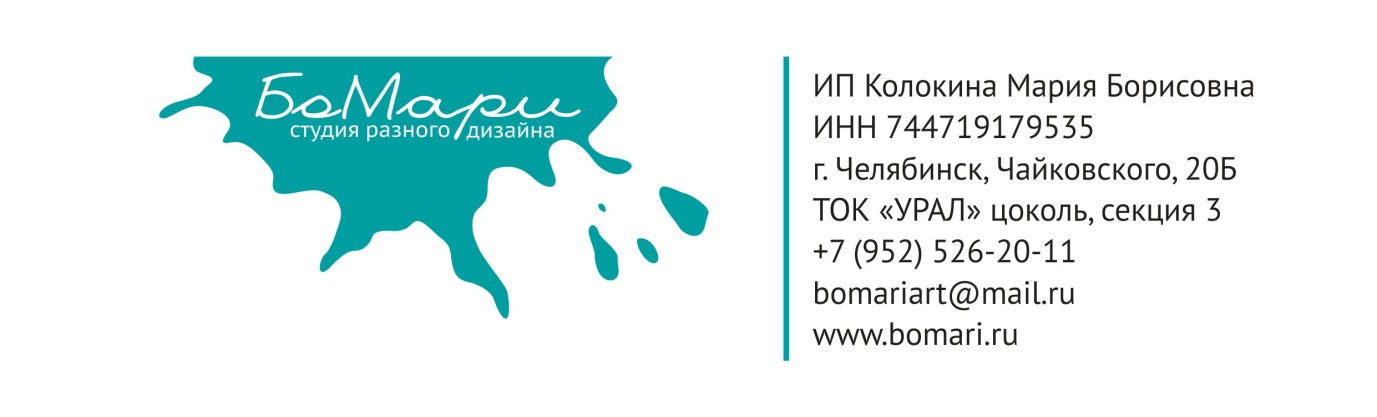 БоМари
студия разного дизайна
ИП Колокина Мария Борисовна
ИНН 744719179535
г. Челябинск, Чайковского, 20Б
ТОК «УРАЛ» цоколь, секция 3
+7 (952) 526-20-11
bomariart@mail.ru
www.bomari.ru